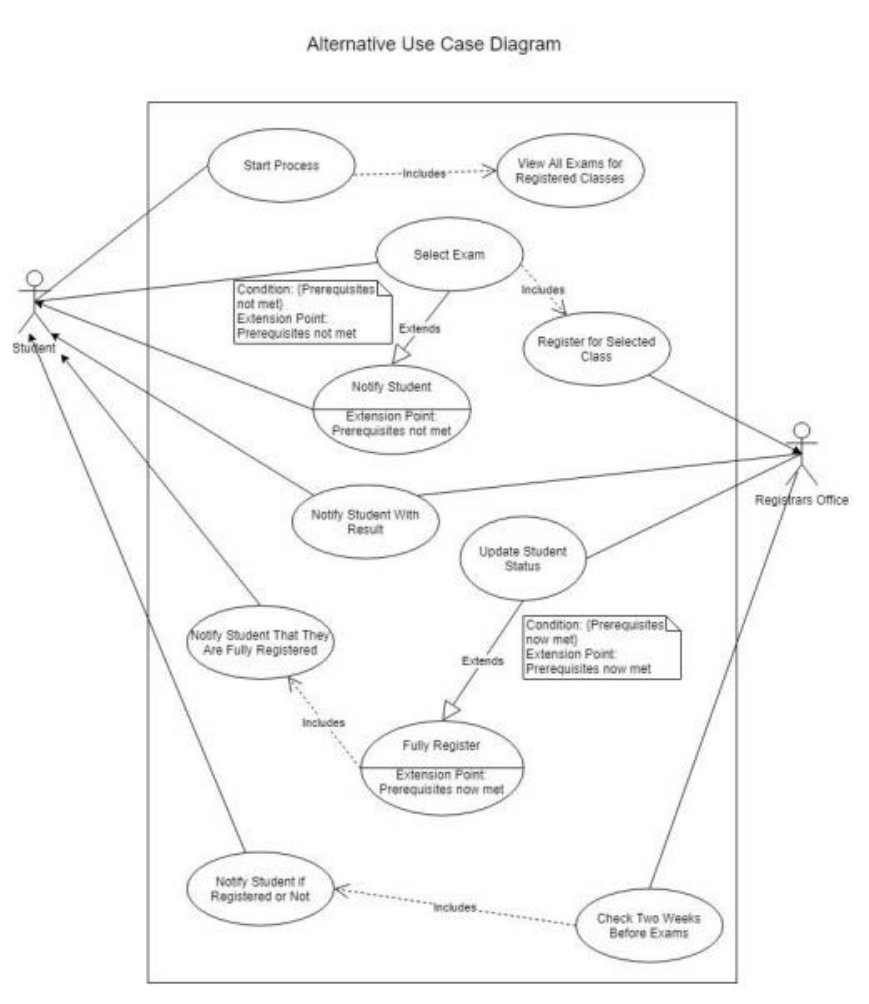 Alternative Use Case Diagram
Start Process
Includes
View All Exams for
Registered Classes
Select Exam
Includes
Condition: {Prerequisites
not met}
Extension Point:
Prerequisites not met
Extends
Register for Selected
Class
Student
Notify Student
Extension Point:
Prerequisites not met
Registrars Office
Notify Student With
Result
Update Student
Status
Condition: {Prerequisites
now met}
Extension Point:
Prerequisites now met
Notify Student That They
Are Fully Registered
Extends
Includes
Fully Register
Extension Point:
Prerequisites now met
Notify Student if
Registered or Not
Includes
Check Two Weeks
Before Exams